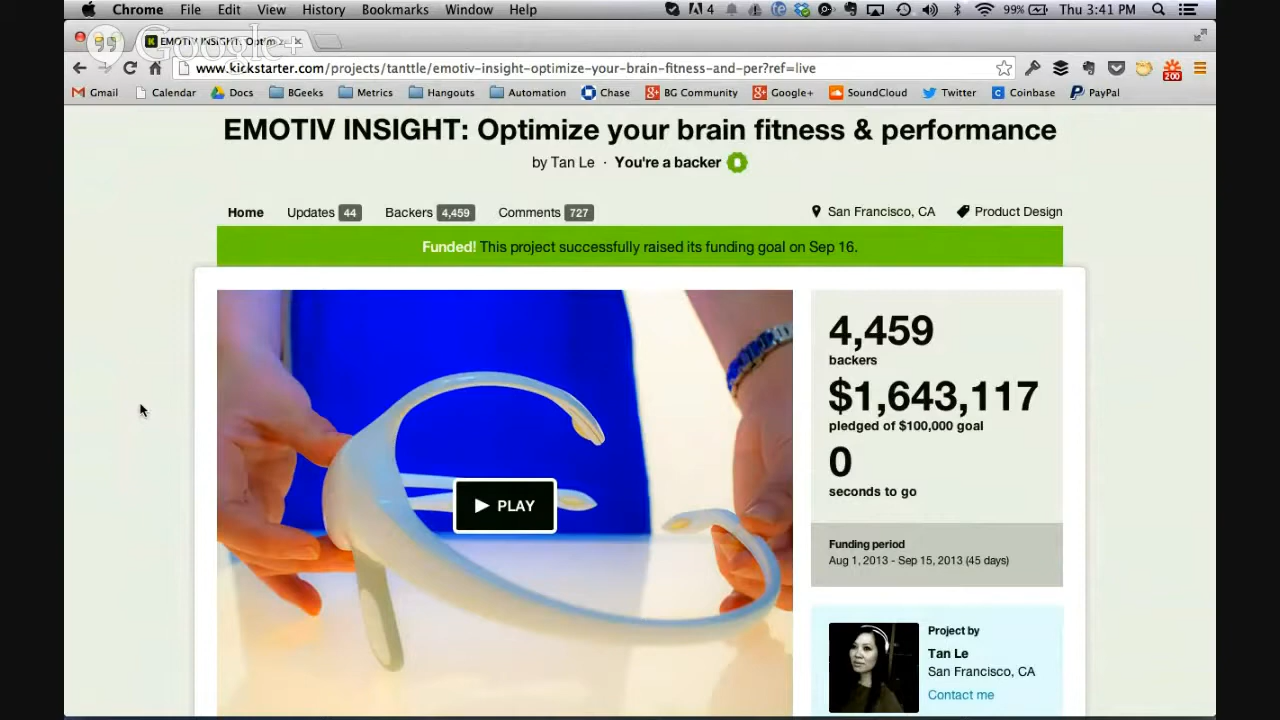 Chrome File Edit View History Bookmarks Window Help
4 99% Thu 3:41 PM
Google+
EMOTIV INSIGHT: Optimi
www.kickstarter.com/projects/tanttle/emotiv-insight-optimize-your-brain-fitness-and-per?ref=live
200
Gmail Calendar Docs BGeeks Metrics Hangouts Automation Chase BG Community Google+ SoundCloud Twitter Coinbase PayPal
EMOTIV INSIGHT: Optimize your brain fitness & performance
by Tan Le · You're a backer
Home Updates 44 Backers 4,459 Comments 727 San Francisco, CA Product Design
Funded! This project successfully raised its funding goal on Sep 16.
4,459
backers
$1,643,117
pledged of $100,000 goal
0
seconds to go
PLAY
Funding period
Aug 1, 2013 - Sep 15, 2013 (45 days)
Project by
Tan Le
San Francisco, CA
Contact me